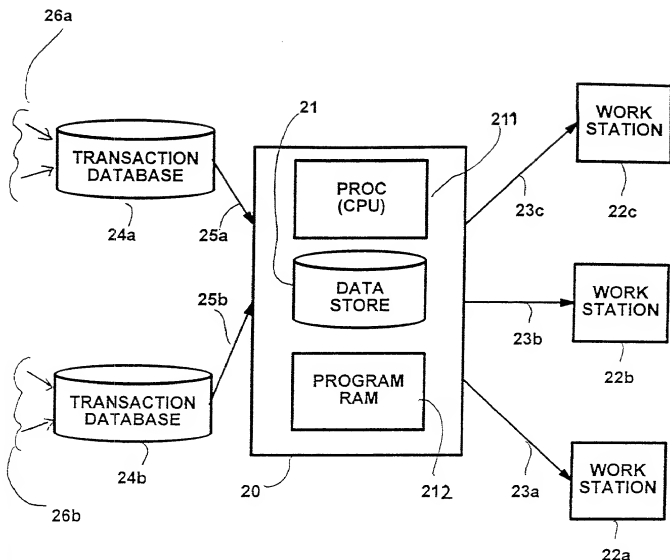 26a
TRANSACTION
DATABASE
24a
25a
21
211
PROC
(CPU)
DATA
STORE
PROGRAM
RAM
20
212
25b
TRANSACTION
DATABASE
24b
26b
WORK
STATION
23c
22c
WORK
STATION
23b
22b
WORK
STATION
23a
22a